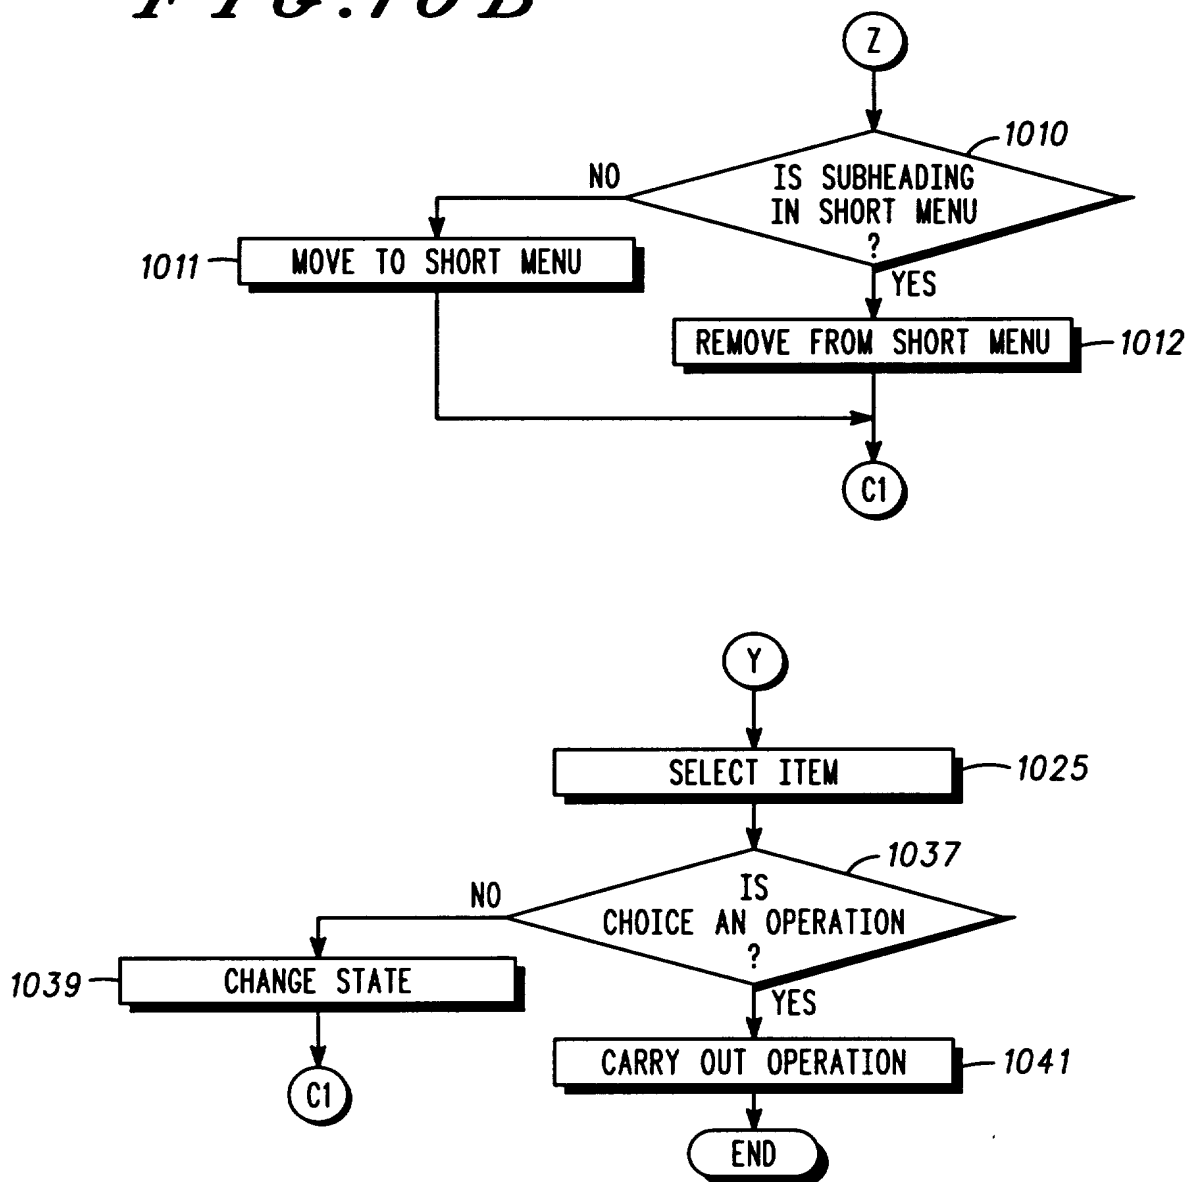 FIG.10B
Z
1010
NO
IS SUBHEADING
IN SHORT MENU
?
1011
MOVE TO SHORT MENU
YES
REMOVE FROM SHORT MENU
1012
C1
Y
SELECT ITEM
1025
1037
NO
IS
CHOICE AN OPERATION
?
1039
CHANGE STATE
YES
CARRY OUT OPERATION
1041
C1
END